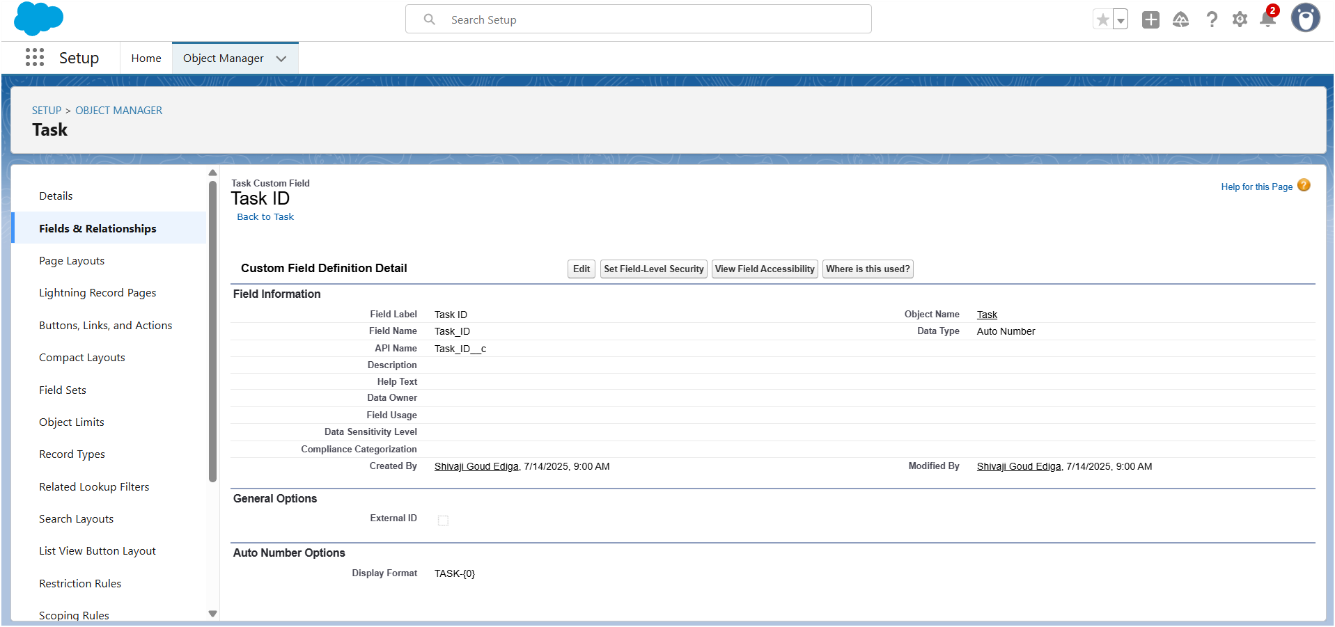 Search Setup
2
Setup
Home
Object Manager
SETUP > OBJECT MANAGER
Task
Details
Fields & Relationships
Page Layouts
Lightning Record Pages
Buttons, Links, and Actions
Compact Layouts
Field Sets
Object Limits
Record Types
Related Lookup Filters
Search Layouts
List View Button Layout
Restriction Rules
Scoping Rules
Task Custom Field
Task ID
Back to Task
Help for this Page ?
Custom Field Definition Detail
Edit
Set Field-Level Security
View Field Accessibility
Where is this used?
Field Information
Field Label Task ID Object Name Task
Field Name Task_ID Data Type Auto Number
API Name Task_ID__c
Description
Help Text
Data Owner
Field Usage
Data Sensitivity Level
Compliance Categorization
Created By Shivaji Goud Ediga, 7/14/2025, 9:00 AM Modified By Shivaji Goud Ediga, 7/14/2025, 9:00 AM
General Options
External ID
Auto Number Options
Display Format TASK-{0}